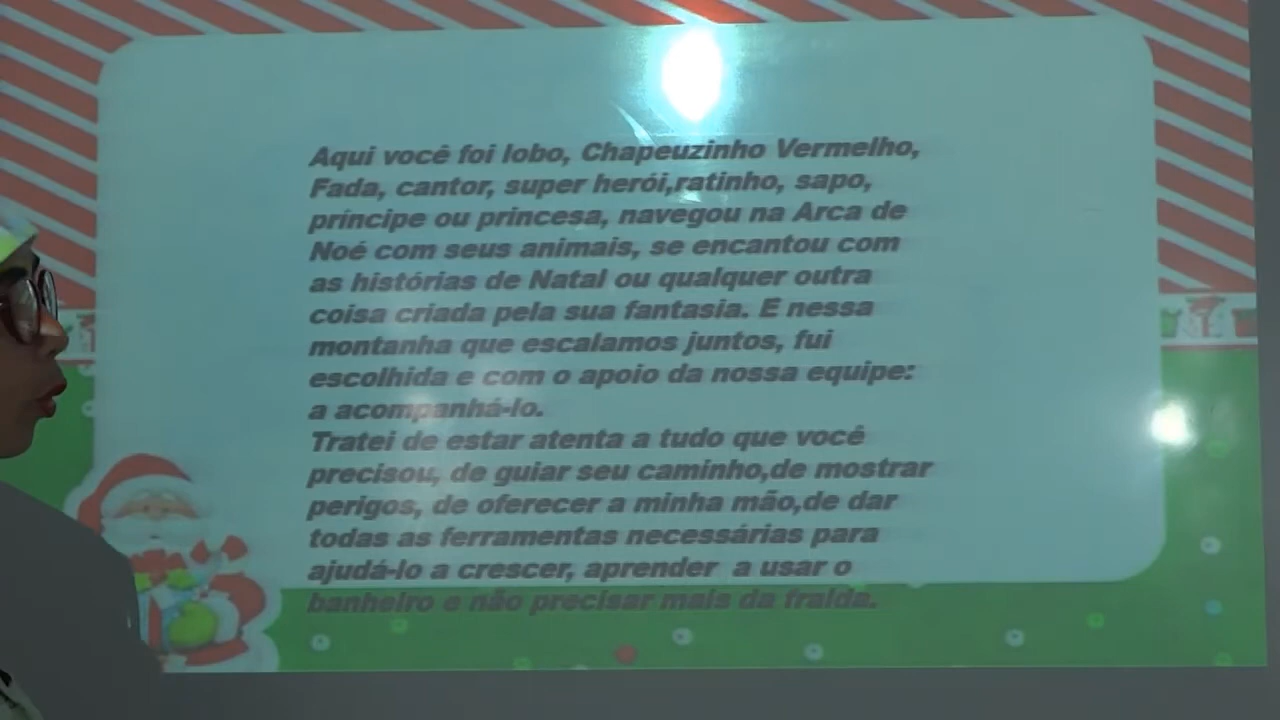 Aqui você foi lobo, Chapeuzinho Vermelho,
Fada, cantor, super herói,ratinho, sapo,
príncipe ou princesa, navegou na Arca de
Noé com seus animais, se encantou com
as histórias de Natal ou qualquer outra
coisa criada pela sua fantasia. E nessa
montanha que escalamos juntos, fui
escolhida e com o apoio da nossa equipe:
a acompanhá-lo.
Tratei de estar atenta a tudo que você
precisou, de guiar seu caminho,de mostrar
perigos, de oferecer a minha mão,de dar
todas as ferramentas necessárias para
ajudá-lo a crescer, aprender a usar o
banheiro e não precisar mais da fralda.